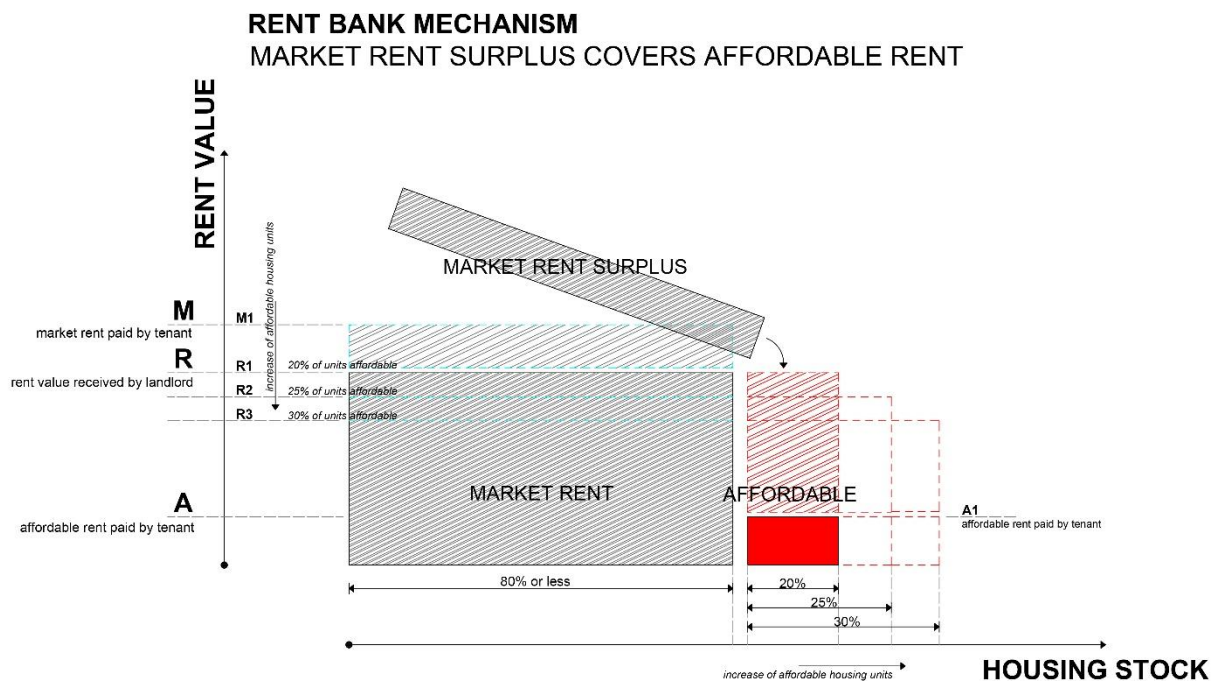 RENT BANK MECHANISM
MARKET RENT SURPLUS COVERS AFFORDABLE RENT
RENT VALUE
increase of affordable housing units
MARKET RENT SURPLUS
M
market rent paid by tenant
M1
R
rent value received by landlord
R1 20% of units affordable
R2 25% of units affordable
R3 30% of units affordable
MARKET RENT
AFFORDABLE
A
affordable rent paid by tenant
A1
affordable rent paid by tenant
80% or less
20%
25%
30%
increase of affordable housing units
HOUSING STOCK